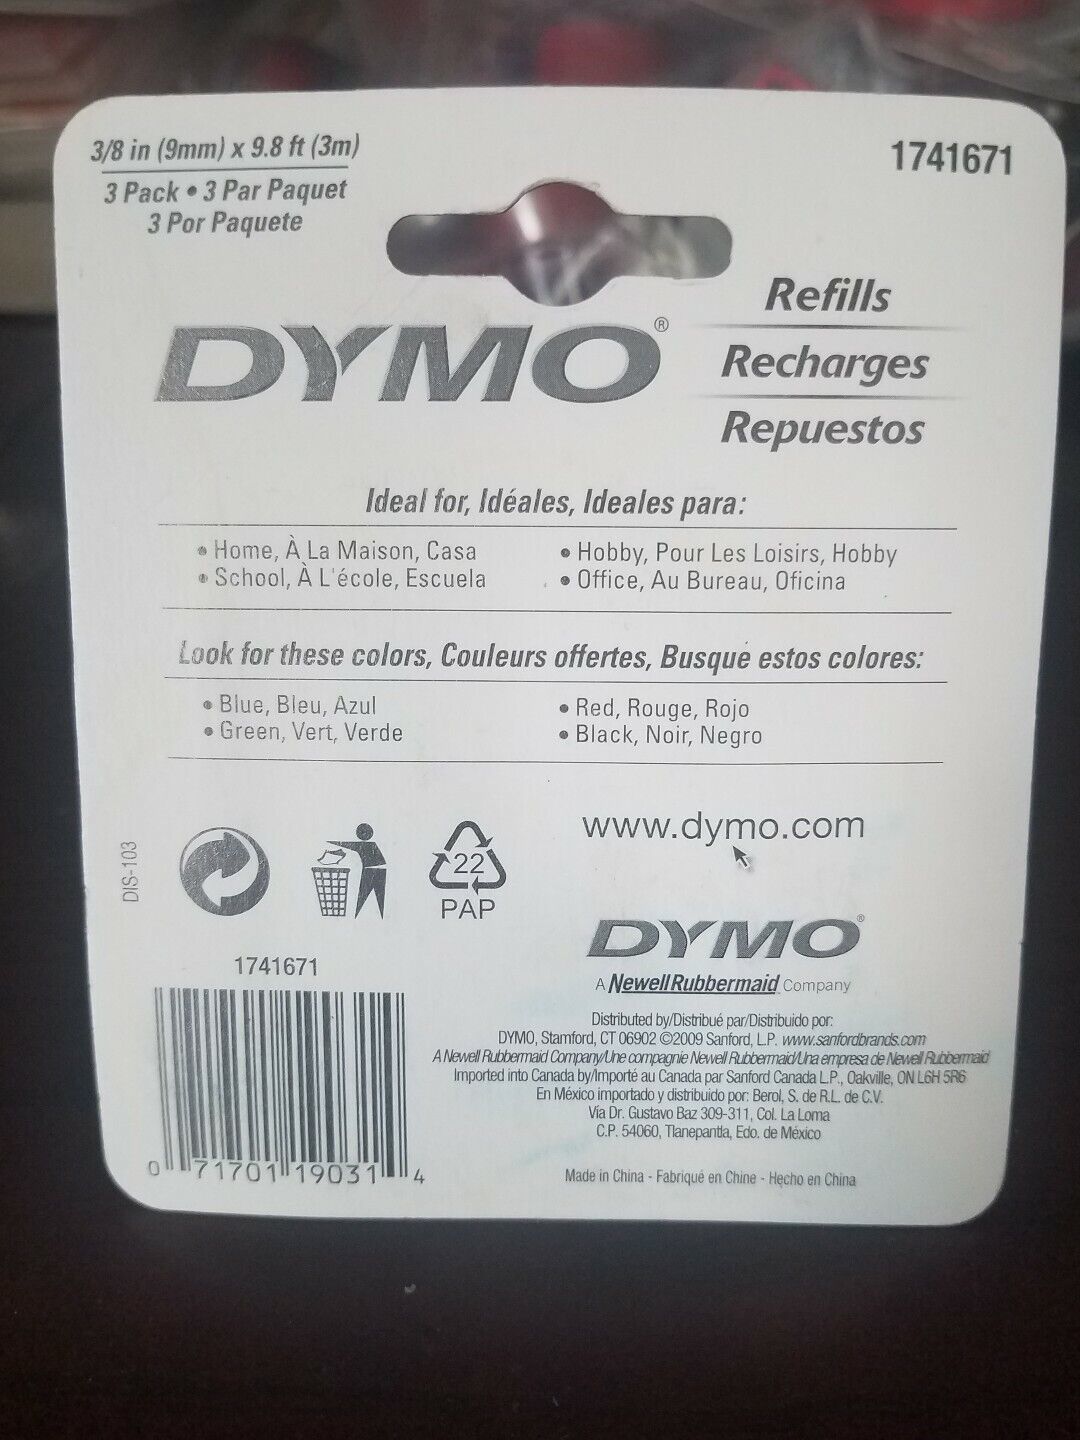 3/8 in (9mm) x 9.8 ft (3m)
3 Pack • 3 Par Paquet
3 Por Paquete
1741671
DYMO®
Refills
Recharges
Repuestos
Ideal for, Idéales, Ideales para:
• Home, À La Maison, Casa
• School, À L'école, Escuela
• Hobby, Pour Les Loisirs, Hobby
• Office, Au Bureau, Oficina
Look for these colors, Couleurs offertes, Busque estos colores:
• Blue, Bleu, Azul
• Green, Vert, Verde
• Red, Rouge, Rojo
• Black, Noir, Negro
DIS-103
22
PAP
www.dymo.com
1741671
0 71701 19031 4
DYMO®
A NewellRubbermaid Company
Distributed by/Distribué par/Distribuido por:
DYMO, Stamford, CT 06902 ©2009 Sanford, L.P. www.sanfordbrands.com
A Newell Rubbermaid Company/Une compagnie Newell Rubbermaid/Una empresa de Newell Rubbermaid
Imported into Canada by/Importé au Canada par Sanford Canada L.P., Oakville, ON L6H 5R6
En México importado y distribuido por: Berol, S. de R.L. de C.V.
Vía Dr. Gustavo Baz 309-311, Col. La Loma
C.P. 54060, Tlanepantla, Edo. de México
Made in China - Fabriqué en Chine - Hecho en China